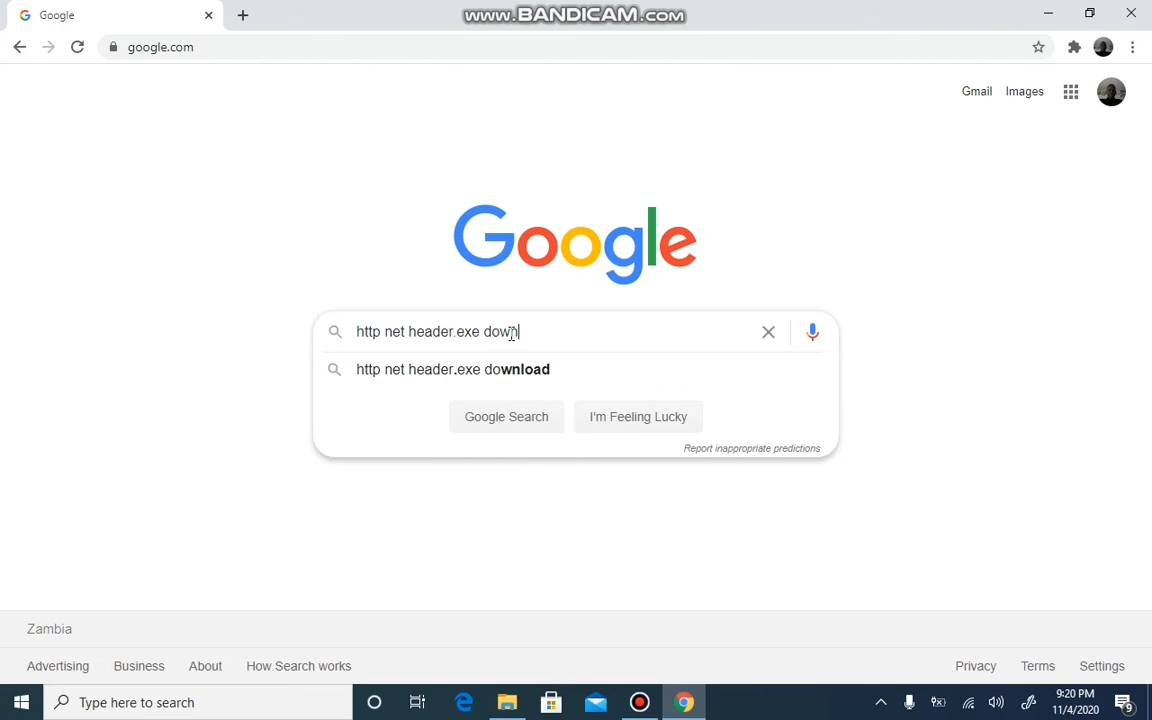 Google
www.BANDICAM.com
google.com
Gmail Images
Google
http net header.exe down
http net header.exe download
Google Search I'm Feeling Lucky
Report inappropriate predictions
Zambia
Advertising Business About How Search works Privacy Terms Settings
Type here to search
9:20 PM
11/4/2020
9